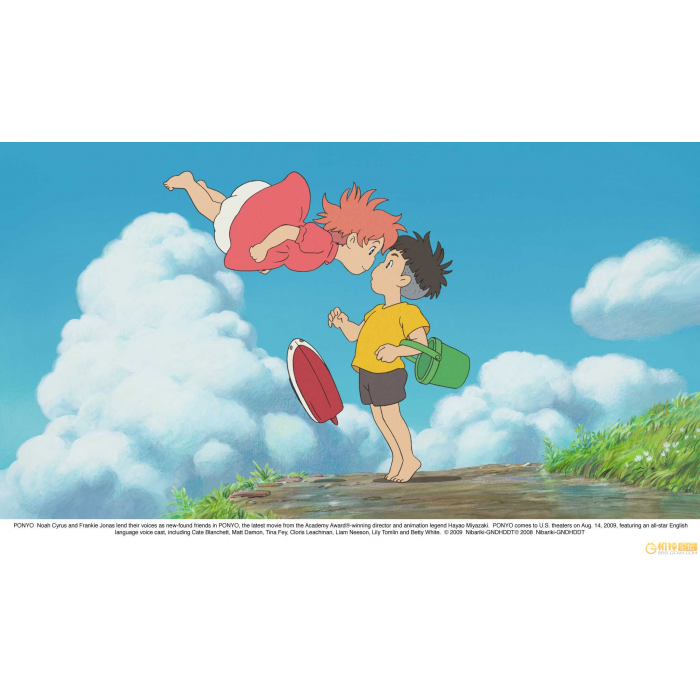 PONYO  Noah Cyrus and Frankie Jonas lend their voices as new-found friends in PONYO, the latest movie from the Academy Award®-winning director and animation legend Hayao Miyazaki.  PONYO comes to U.S. theaters on Aug. 14, 2009, featuring an all-star English
language voice cast, including Cate Blanchett, Matt Damon, Tina Fey, Cloris Leachman, Liam Neeson, Lily Tomlin and Betty White.  © 2009  Nibariki-GNDHDDT© 2008  Nibariki-GNDHDDT